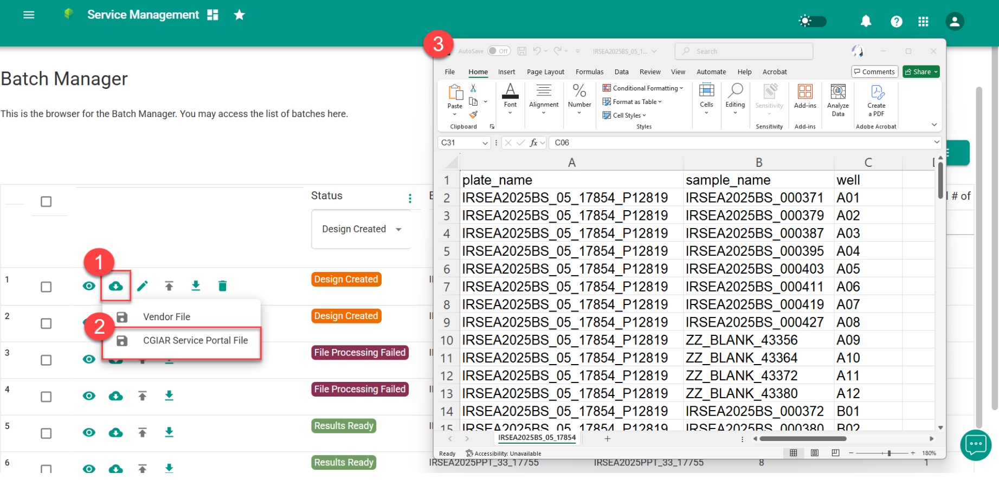 Service Management
Batch Manager
This is the browser for the Batch Manager. You may access the list of batches here.
Status
Design Created
# of
1
1
Design Created
Vendor File
2
CGIAR Service Portal File
2
Design Created
3
File Processing Failed
4
File Processing Failed
5
Results Ready
6
Results Ready
IRSEA2025PPT_33_17755
IRSEA2025PPT_33_17755
8
1
3
AutoSave
Off
IRSEA2025BS_05_1...
Search
File
Home
Insert
Page Layout
Formulas
Data
Review
View
Automate
Help
Acrobat
Comments
Share
Paste
Clipboard
Font
Alignment
Number
Conditional Formatting
Format as Table
Cell Styles
Styles
Cells
Editing
Sensitivity
Sensitivity
Add-ins
Add-ins
Analyze
Data
Create
a PDF
Adobe Acrobat
C31
fx
C06
A B C
1 plate_name sample_name well
2 IRSEA2025BS_05_17854_P12819 IRSEA2025BS_000371 A01
3 IRSEA2025BS_05_17854_P12819 IRSEA2025BS_000379 A02
4 IRSEA2025BS_05_17854_P12819 IRSEA2025BS_000387 A03
5 IRSEA2025BS_05_17854_P12819 IRSEA2025BS_000395 A04
6 IRSEA2025BS_05_17854_P12819 IRSEA2025BS_000403 A05
7 IRSEA2025BS_05_17854_P12819 IRSEA2025BS_000411 A06
8 IRSEA2025BS_05_17854_P12819 IRSEA2025BS_000419 A07
9 IRSEA2025BS_05_17854_P12819 IRSEA2025BS_000427 A08
10 IRSEA2025BS_05_17854_P12819 ZZ_BLANK_43356 A09
11 IRSEA2025BS_05_17854_P12819 ZZ_BLANK_43364 A10
12 IRSEA2025BS_05_17854_P12819 ZZ_BLANK_43372 A11
13 IRSEA2025BS_05_17854_P12819 ZZ_BLANK_43380 A12
14 IRSEA2025BS_05_17854_P12819 IRSEA2025BS_000372 B01
15 IRSEA2025BS_05_17854_P12819 IRSEA2025BS_000380 B02
IRSEA2025BS_05_17854
Ready
Accessibility: Unavailable
180%